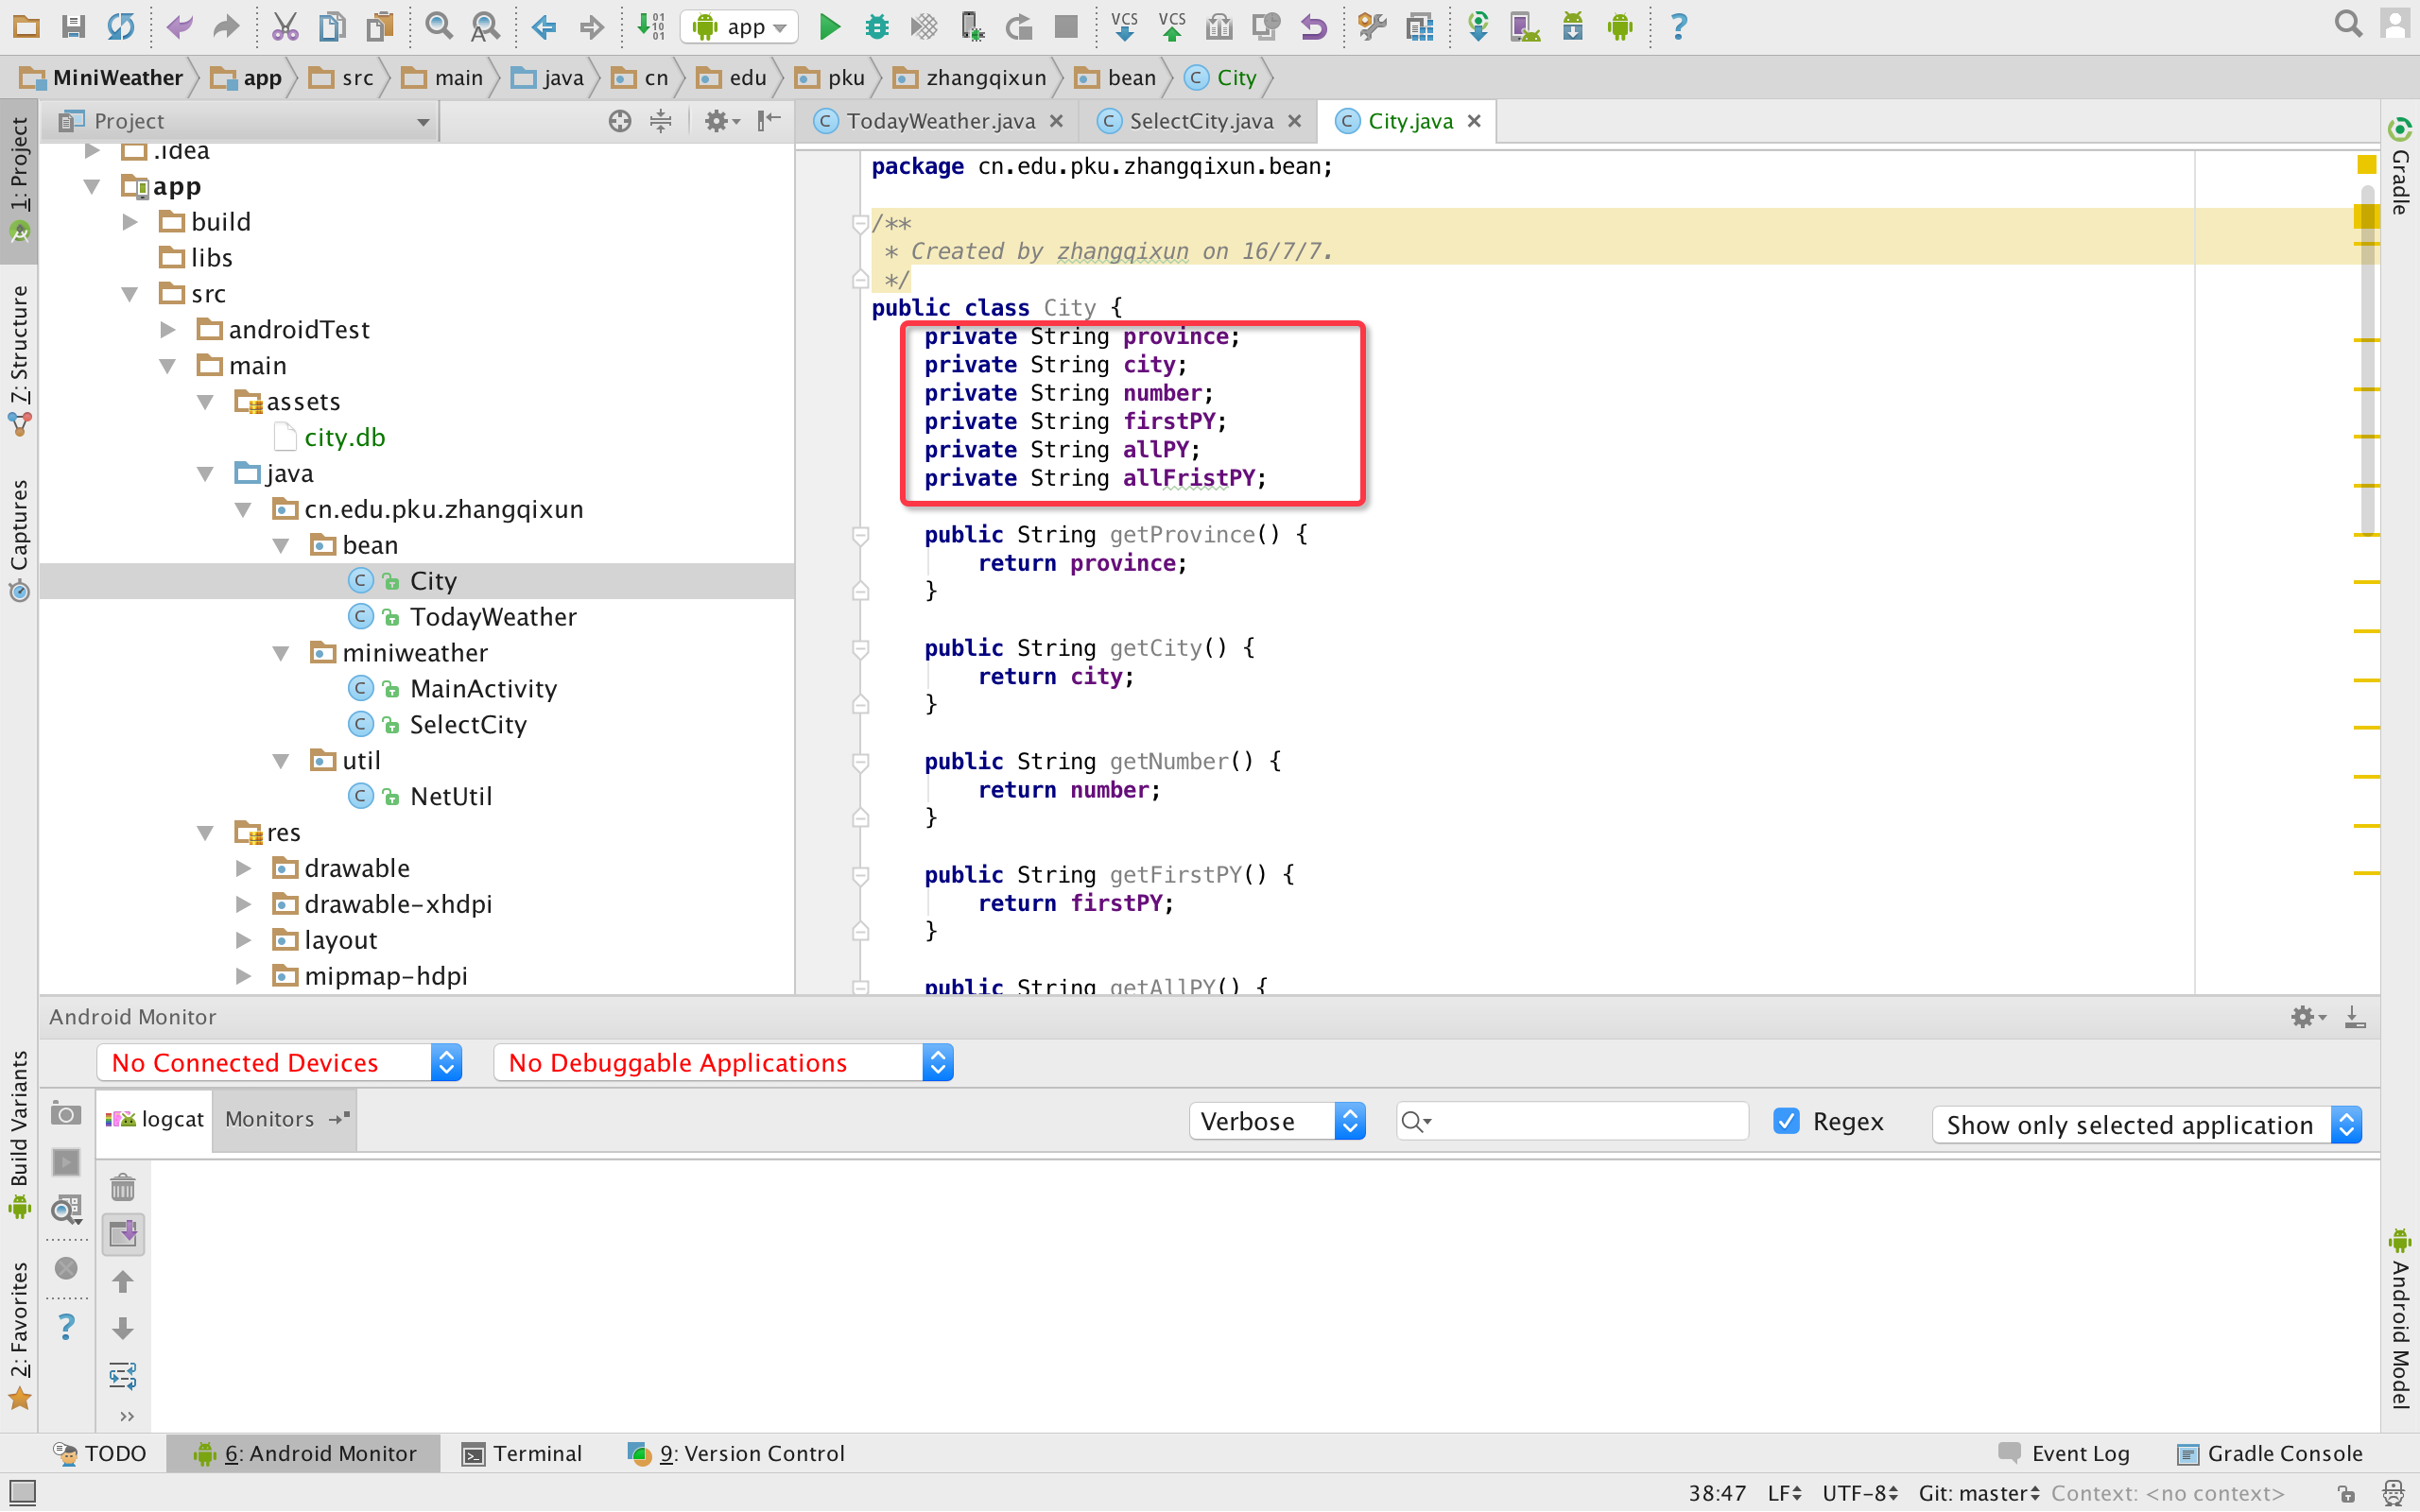 app
MiniWeather app src main java cn edu pku zhangqixun bean City
1: Project
Z: Structure
Captures
Build Variants
2: Favorites
Project
.idea
app
build
libs
src
androidTest
main
assets
city.db
java
cn.edu.pku.zhangqixun
bean
City
TodayWeather
miniweather
MainActivity
SelectCity
util
NetUtil
res
drawable
drawable-xhdpi
layout
mipmap-hdpi
TodayWeather.java SelectCity.java City.java
package cn.edu.pku.zhangqixun.bean;
/**
* Created by zhangqixun on 16/7/7.
*/
public class City {
private String province;
private String city;
private String number;
private String firstPY;
private String allPY;
private String allFristPY;
public String getProvince() {
return province;
}
public String getCity() {
return city;
}
public String getNumber() {
return number;
}
public String getFirstPY() {
return firstPY;
}
public String getAllPY() {
Gradle
Android Model
Android Monitor
No Connected Devices No Debuggable Applications
logcat Monitors Verbose Regex Show only selected application
TODO 6: Android Monitor Terminal 9: Version Control Event Log Gradle Console
38:47 LF UTF-8 Git: master Context: <no context>
VCS VCS